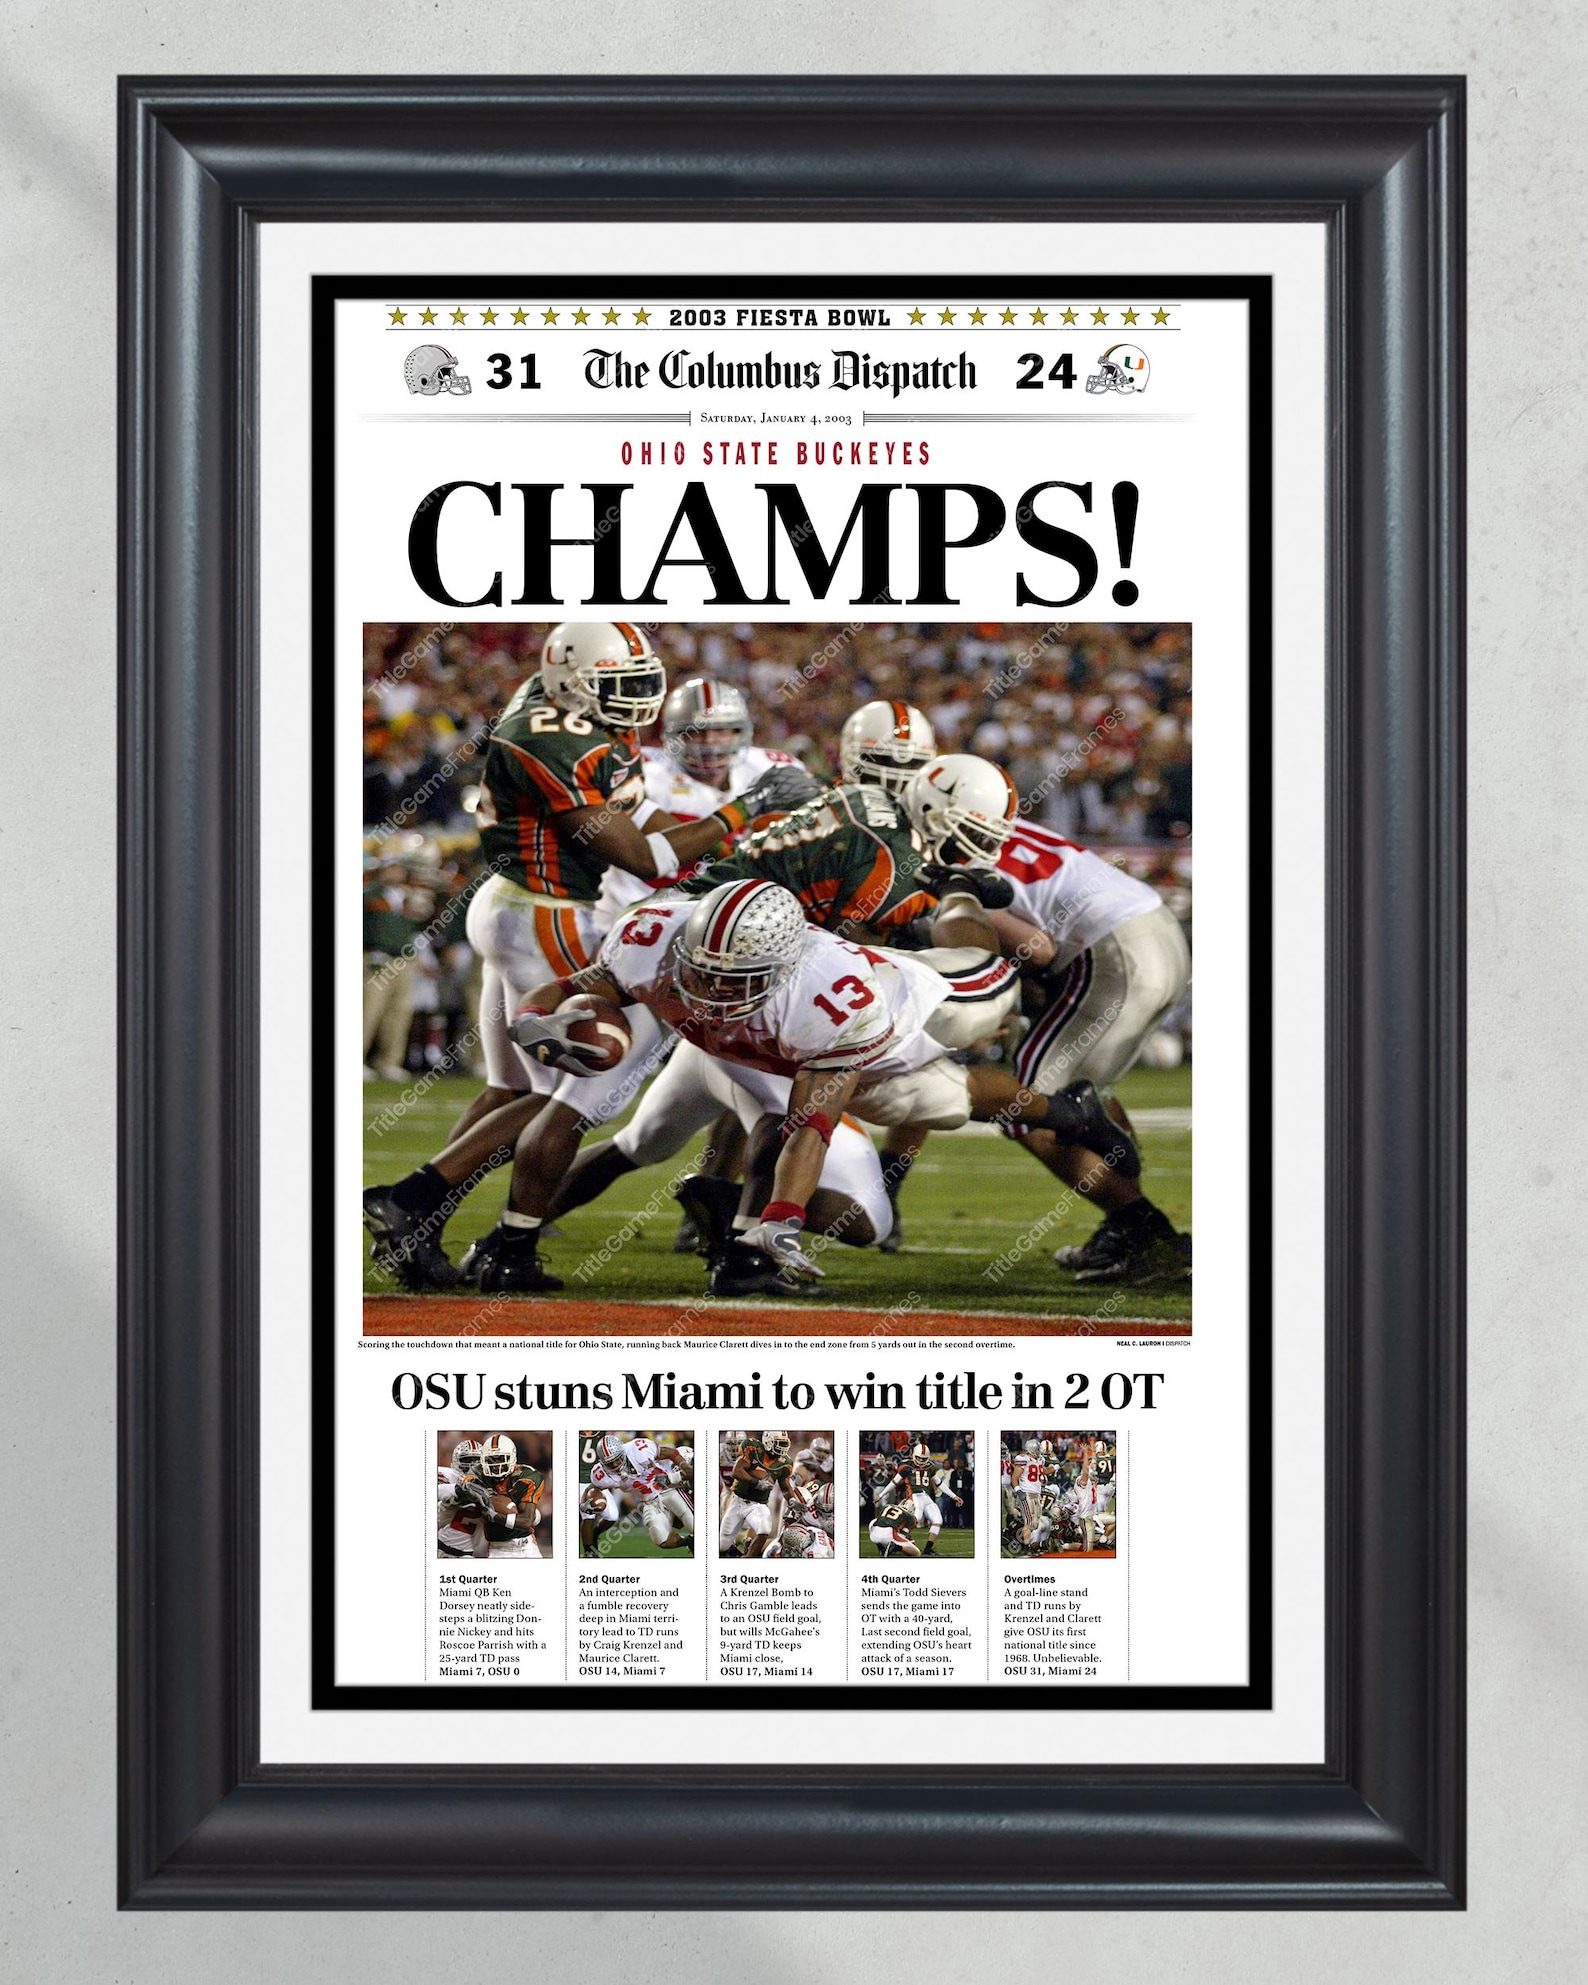 2003 FIESTA BOWL
31 The Columbus Dispatch 24
SATURDAY, JANUARY 4, 2003
OHIO STATE BUCKEYES
CHAMPS!
26
13
13
Scoring the touchdown that meant a national title for Ohio State, running back Maurice Clarett dives in to the end zone from 5 yards out in the second overtime.
NEAL C. LAURON | DISPATCH
OSU stuns Miami to win title in 2 OT
1st Quarter
Miami QB Ken
Dorsey neatly side-
steps a blitzing Don-
nie Nickey and hits
Roscoe Parrish with a
25-yard TD pass
Miami 7, OSU 0
2nd Quarter
An interception and
a fumble recovery
deep in Miami terri-
tory lead to TD runs
by Craig Krenzel and
Maurice Clarett.
OSU 14, Miami 7
3rd Quarter
A Krenzel Bomb to
Chris Gamble leads
to an OSU field goal,
but wills McGahee's
9-yard TD keeps
Miami close,
OSU 17, Miami 14
4th Quarter
Miami's Todd Sievers
sends the game into
OT with a 40-yard,
Last second field goal,
extending OSU's heart
attack of a season.
OSU 17, Miami 17
Overtimes
A goal-line stand
and TD runs by
Krenzel and Clarett
give OSU its first
national title since
1968. Unbelievable.
OSU 31, Miami 24
TitleGameFrames